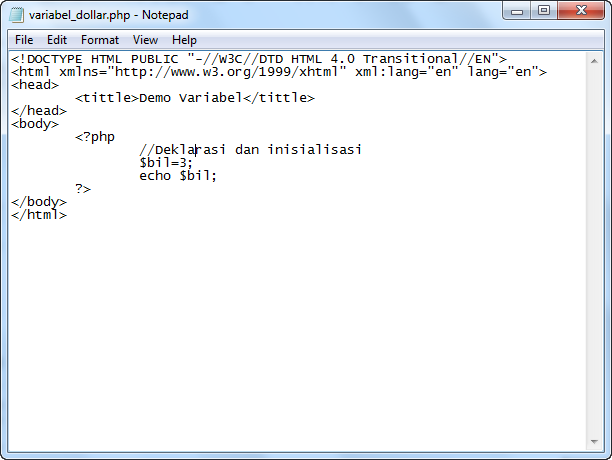 variabel_dollar.php - Notepad
File Edit Format View Help
<!DOCTYPE HTML PUBLIC "-//W3C//DTD HTML 4.0 Transitional//EN">
<html xmlns="http://www.w3.org/1999/xhtml" xml:lang="en" lang="en">
<head>
<tittle>Demo Variabel</tittle>
</head>
<body>
<?php
//Deklarasi dan inisialisasi
$bil=3;
echo $bil;
?>
</body>
</html>